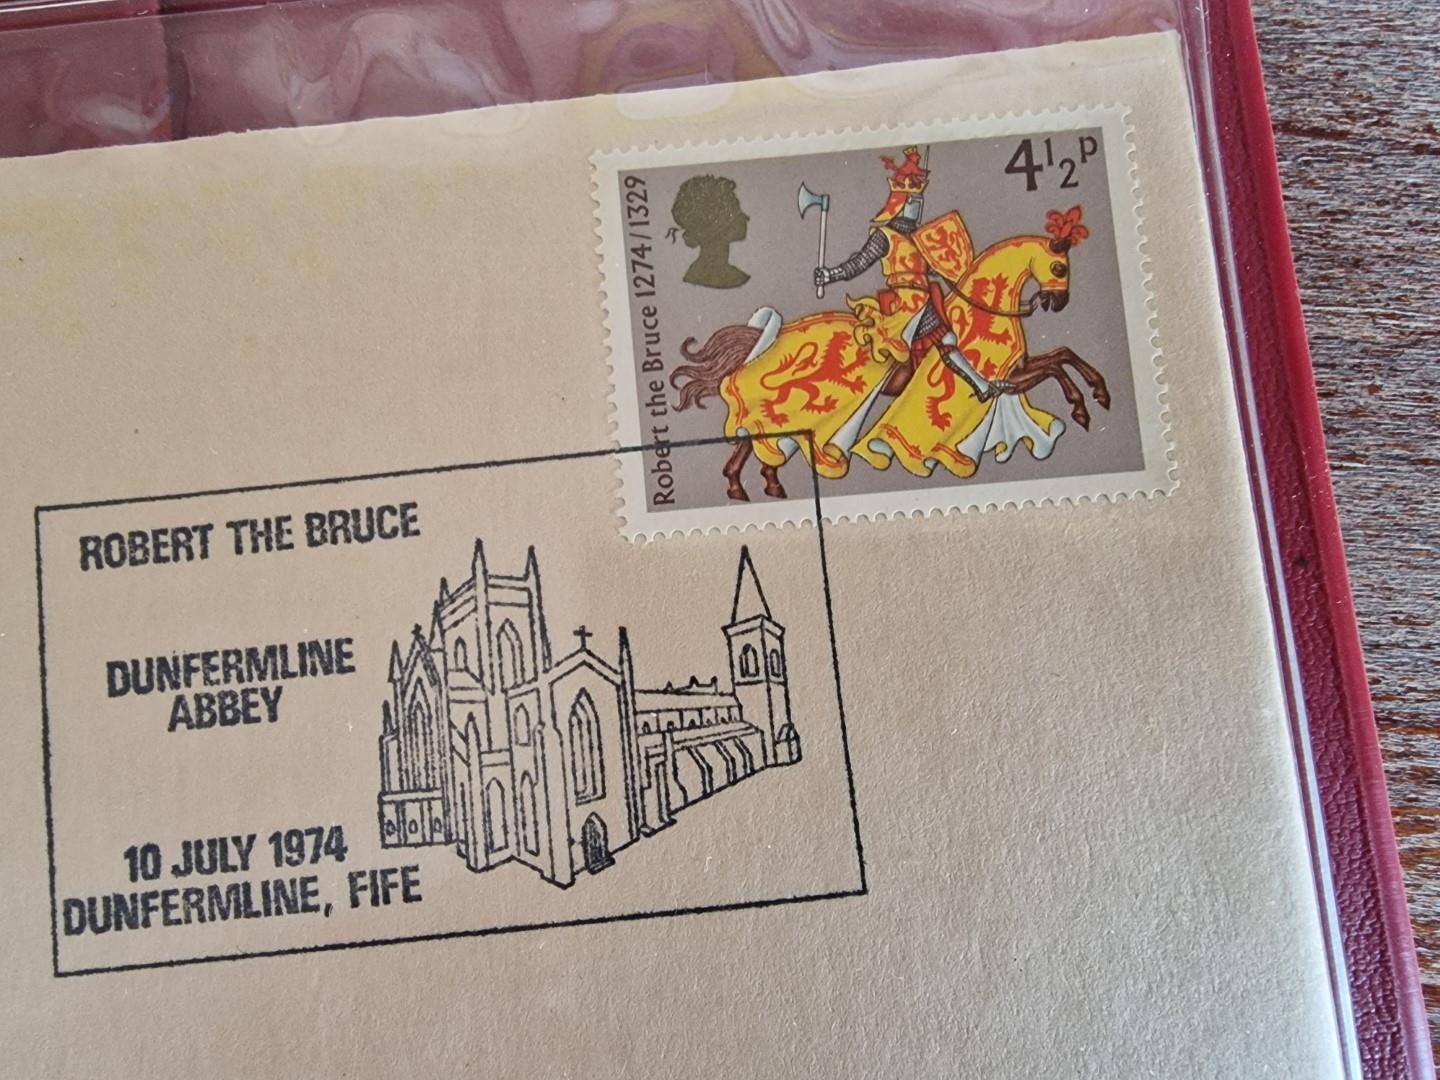 4½p
Robert the Bruce 1274/1329
ROBERT THE BRUCE
DUNFERMLINE
ABBEY
10 JULY 1974
DUNFERMLINE, FIFE